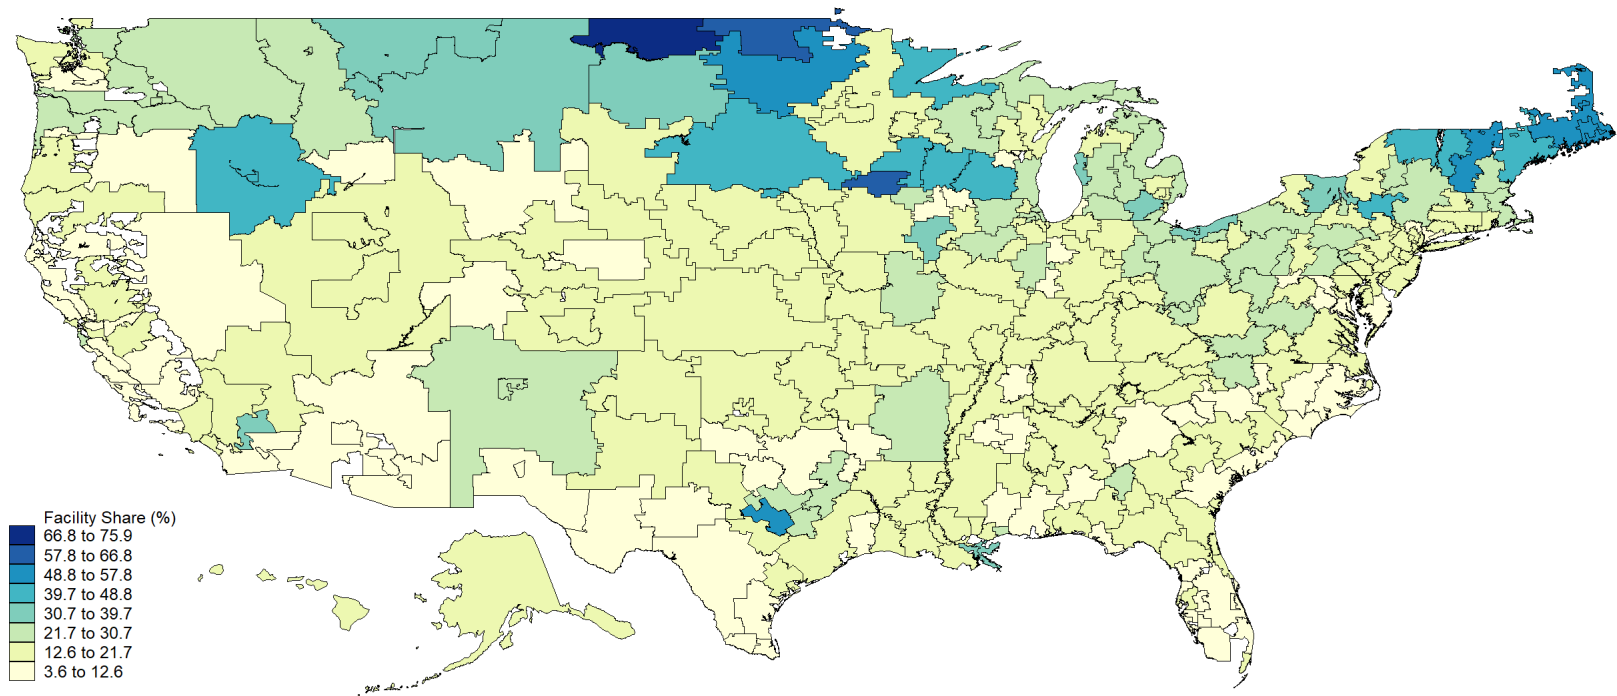 Facility Share (%)
66.8 to 75.9
57.8 to 66.8
48.8 to 57.8
39.7 to 48.8
30.7 to 39.7
21.7 to 30.7
12.6 to 21.7
3.6 to 12.6